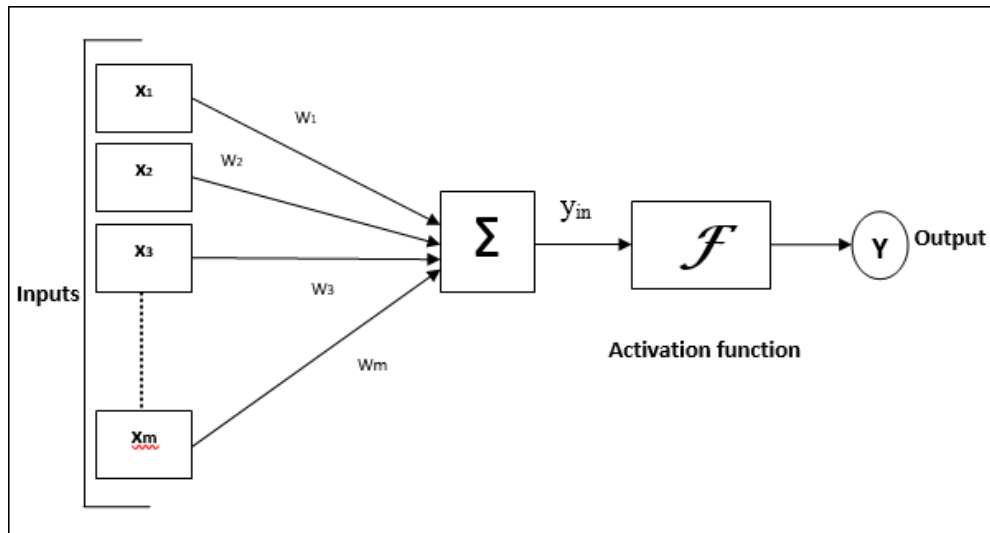 x1
w1
x2
w2
x3
Inputs
w3
wm
xm
Σ
yin
ℱ
Activation function
Y
Output